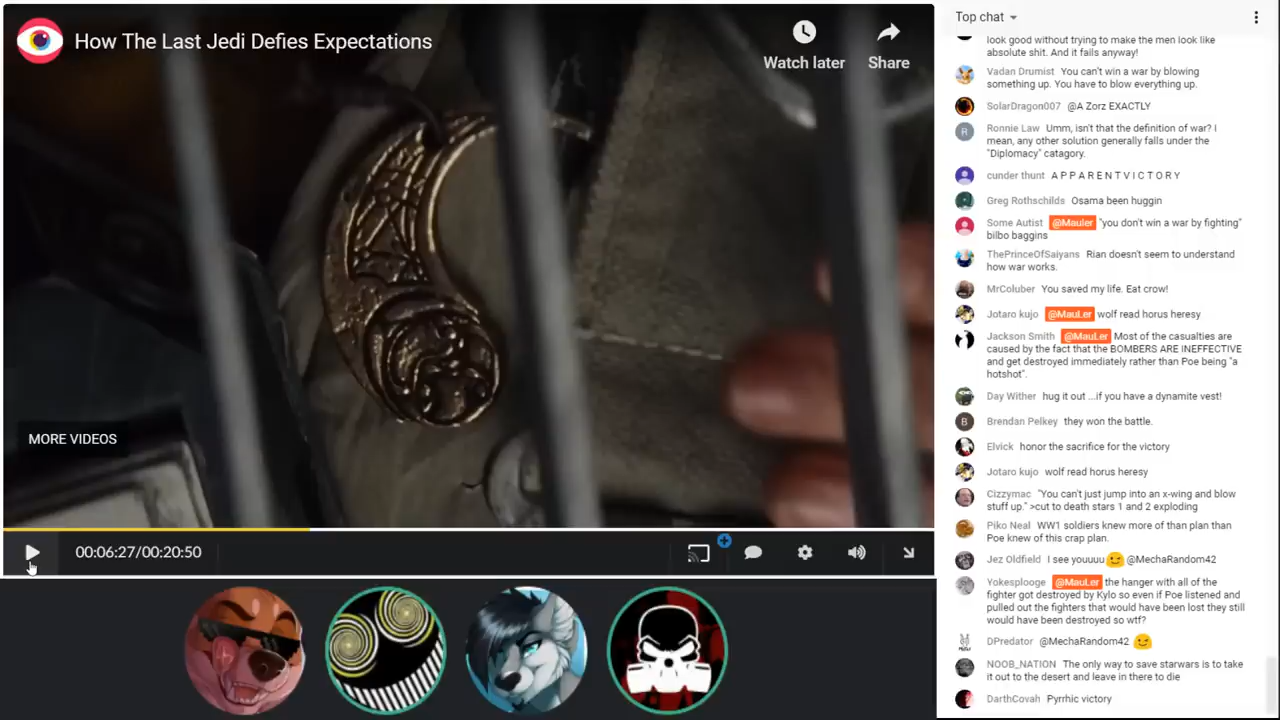 How The Last Jedi Defies Expectations
Watch later
Share
MORE VIDEOS
00:06:27/00:20:50
Top chat
look good without trying to make the men look like
absolute shit. And it fails anyway!
Vadan Drumist You can't win a war by blowing
something up. You have to blow everything up.
SolarDragon007 @A Zorz EXACTLY
R
Ronnie Law Umm, isn't that the definition of war? I
mean, any other solution generally falls under the
"Diplomacy" catagory.
cunder thunt A P P A R E N T V I C T O R Y
Greg Rothschilds Osama been huggin
Some Autist @Mauler "you don't win a war by fighting"
bilbo baggins
ThePrinceOfSaiyans Rian doesn't seem to understand
how war works.
MrColuber You saved my life. Eat crow!
Jotaro kujo @MauLer wolf read horus heresy
Jackson Smith @MauLer Most of the casualties are
caused by the fact that the BOMBERS ARE INEFFECTIVE
and get destroyed immediately rather than Poe being "a
hotshot".
Day Wither hug it out ...if you have a dynamite vest!
B
Brendan Pelkey they won the battle.
Elvick honor the sacrifice for the victory
Jotaro kujo wolf read horus heresy
Cizzymac "You can't just jump into an x-wing and blow
stuff up." >cut to death stars 1 and 2 exploding
Piko Neal WW1 soldiers knew more of than plan than
Poe knew of this crap plan.
Jez Oldfield I see youuuu @MechaRandom42
Yokesplooge @MauLer the hanger with all of the
fighter got destroyed by Kylo so even if Poe listened and
pulled out the fighters that would have been lost they still
would have been destroyed so wtf?
DPredator @MechaRandom42
NOOB_NATION The only way to save starwars is to take
it out to the desert and leave in there to die
DarthCovah Pyrrhic victory